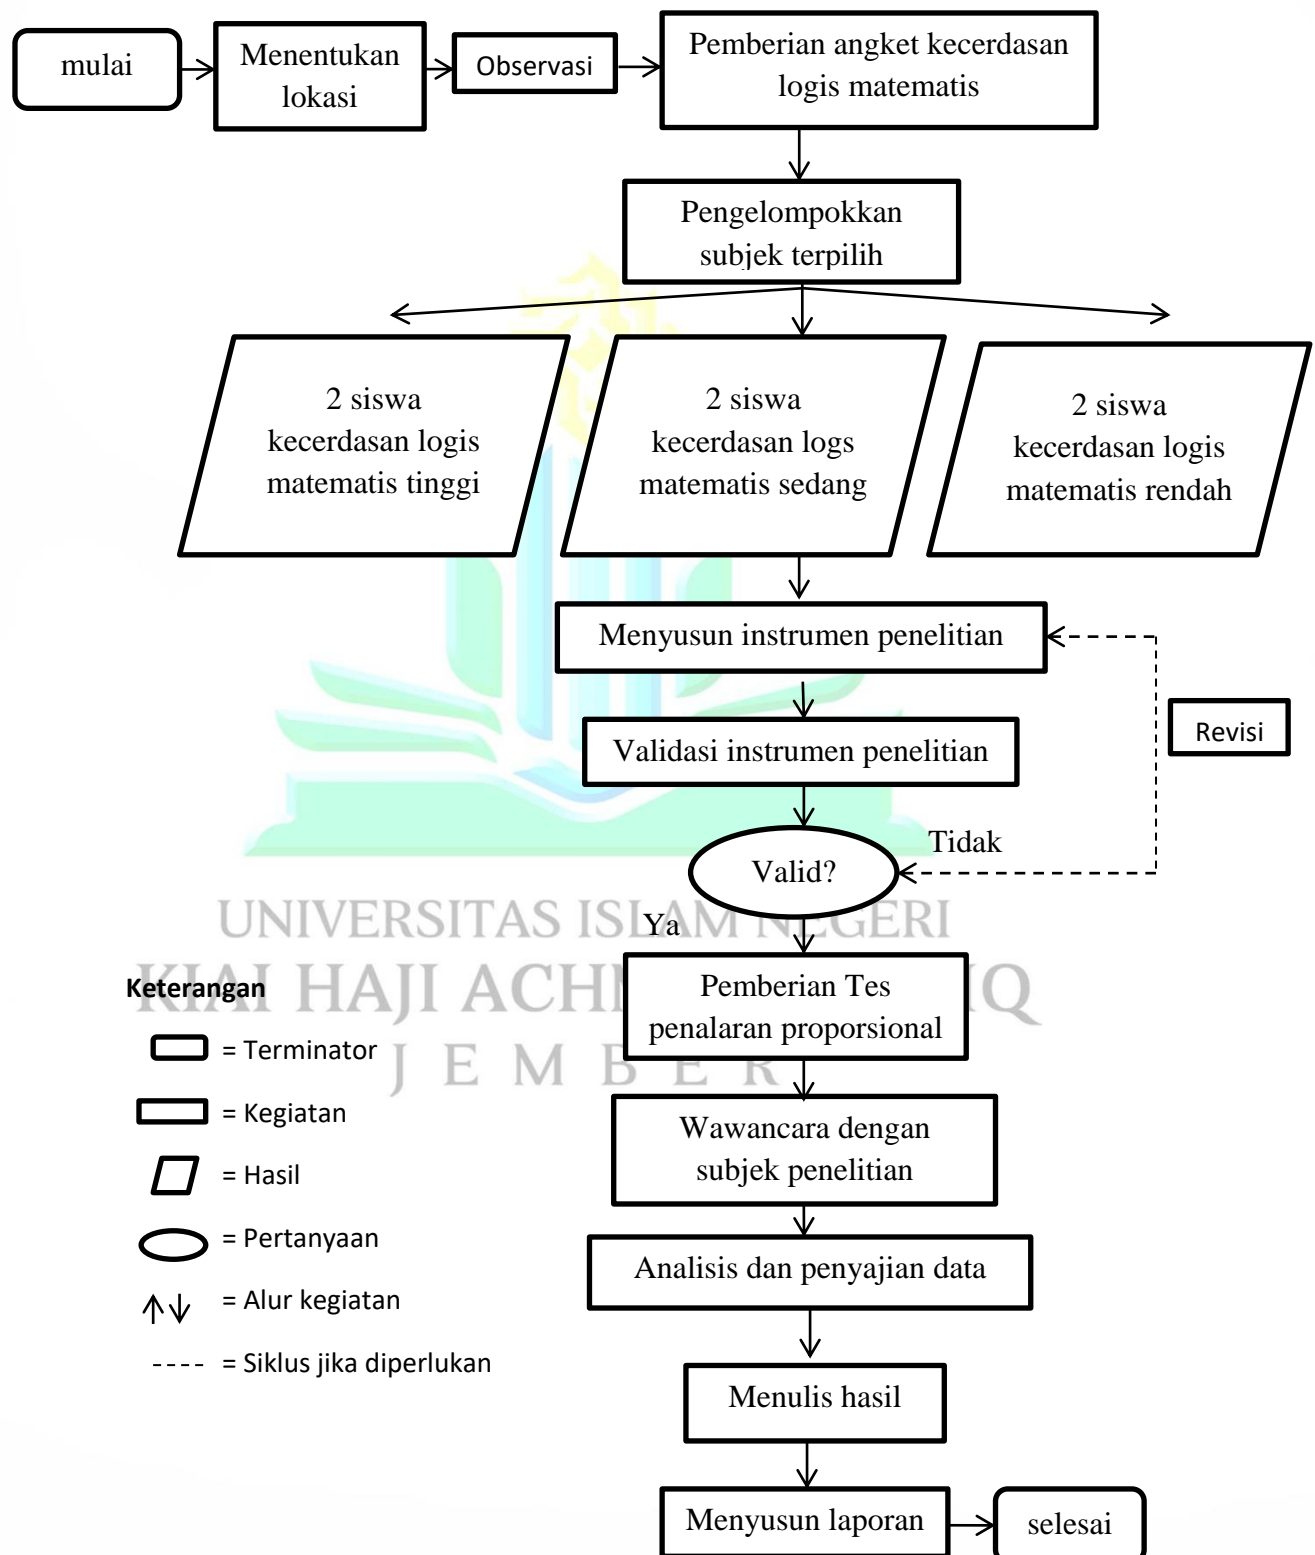 mulai
Menentukan
lokasi
Observasi
Pemberian angket kecerdasan
logis matematis
Pengelompokkan
subjek terpilih
2 siswa
kecerdasan logis
matematis tinggi
2 siswa
kecerdasan logs
matematis sedang
2 siswa
kecerdasan logis
matematis rendah
Menyusun instrumen penelitian
Revisi
Validasi instrumen penelitian
Tidak
Valid?
Ya
UNIVERSITAS ISLAM NEGERI
KIAI HAJI ACHM IQ
JEMBER
Pemberian Tes
penalaran proporsional
Wawancara dengan
subjek penelitian
Analisis dan penyajian data
Menulis hasil
Menyusun laporan
selesai
Keterangan
= Terminator
= Kegiatan
= Hasil
= Pertanyaan
= Alur kegiatan
= Siklus jika diperlukan